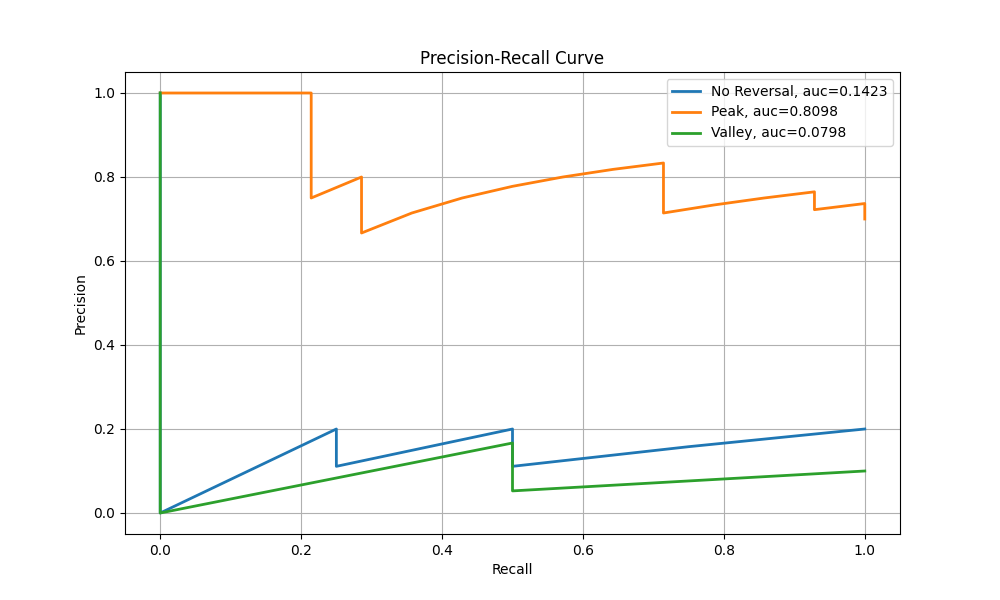 Precision-Recall Curve
No Reversal, auc=0.1423
Peak, auc=0.8098
Valley, auc=0.0798
Precision
1.0
0.8
0.6
0.4
0.2
0.0
0.0 0.2 0.4 0.6 0.8 1.0
Recall